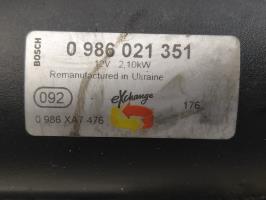 BOSCH
0 986 021 351
12V 2,10kW
Remanufactured in Ukraine
092
eXchange
176
0 986 XA7 476